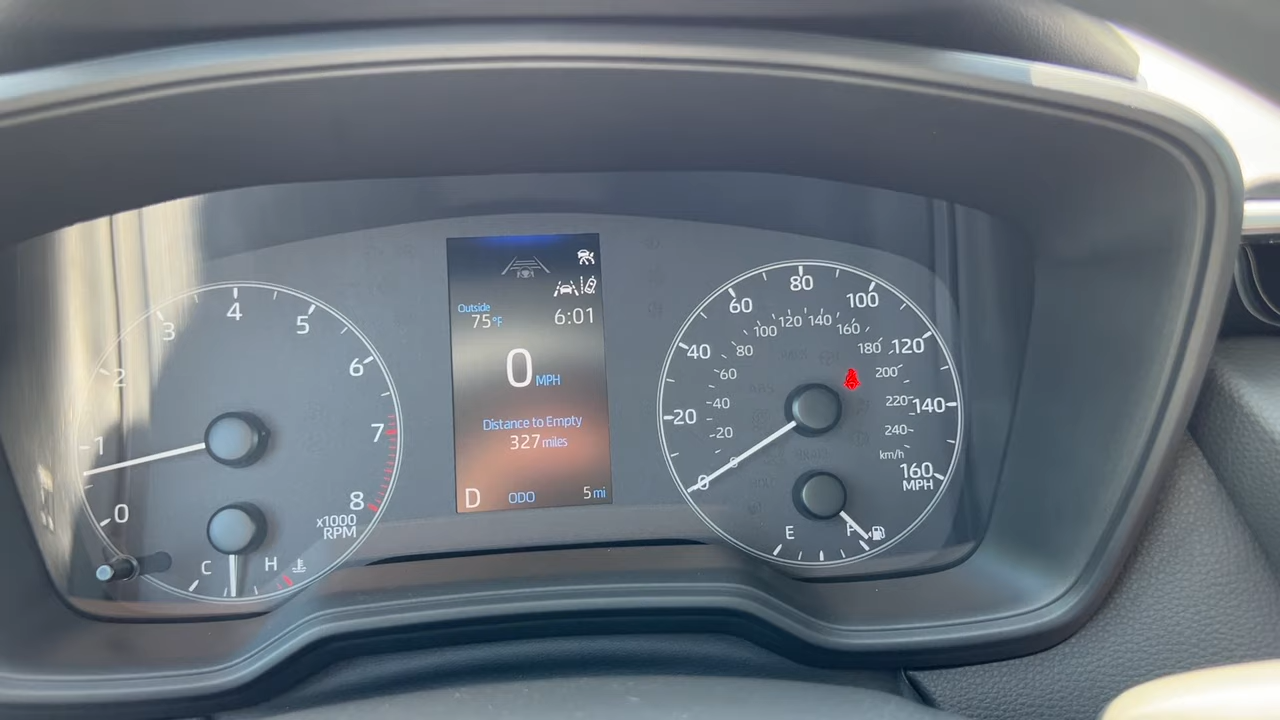 0
1
2
3
4
5
6
7
8
x1000
RPM
C
H
Outside
75°F
6:01
0 MPH
Distance to Empty
327 miles
D
ODO
5 mi
0
20
40
60
80
100
120
140
160
MPH
0
20
40
60
80
100
120
140
160
180
200
220
240
km/h
E
F